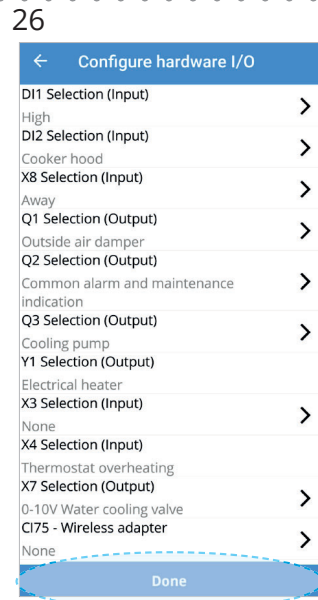 26
Configure hardware I/O
DI1 Selection (Input)
High
DI2 Selection (Input)
Cooker hood
X8 Selection (Input)
Away
Q1 Selection (Output)
Outside air damper
Q2 Selection (Output)
Common alarm and maintenance
indication
Q3 Selection (Output)
Cooling pump
Y1 Selection (Output)
Electrical heater
X3 Selection (Input)
None
X4 Selection (Input)
Thermostat overheating
X7 Selection (Output)
0-10V Water cooling valve
CI75 - Wireless adapter
None
Done